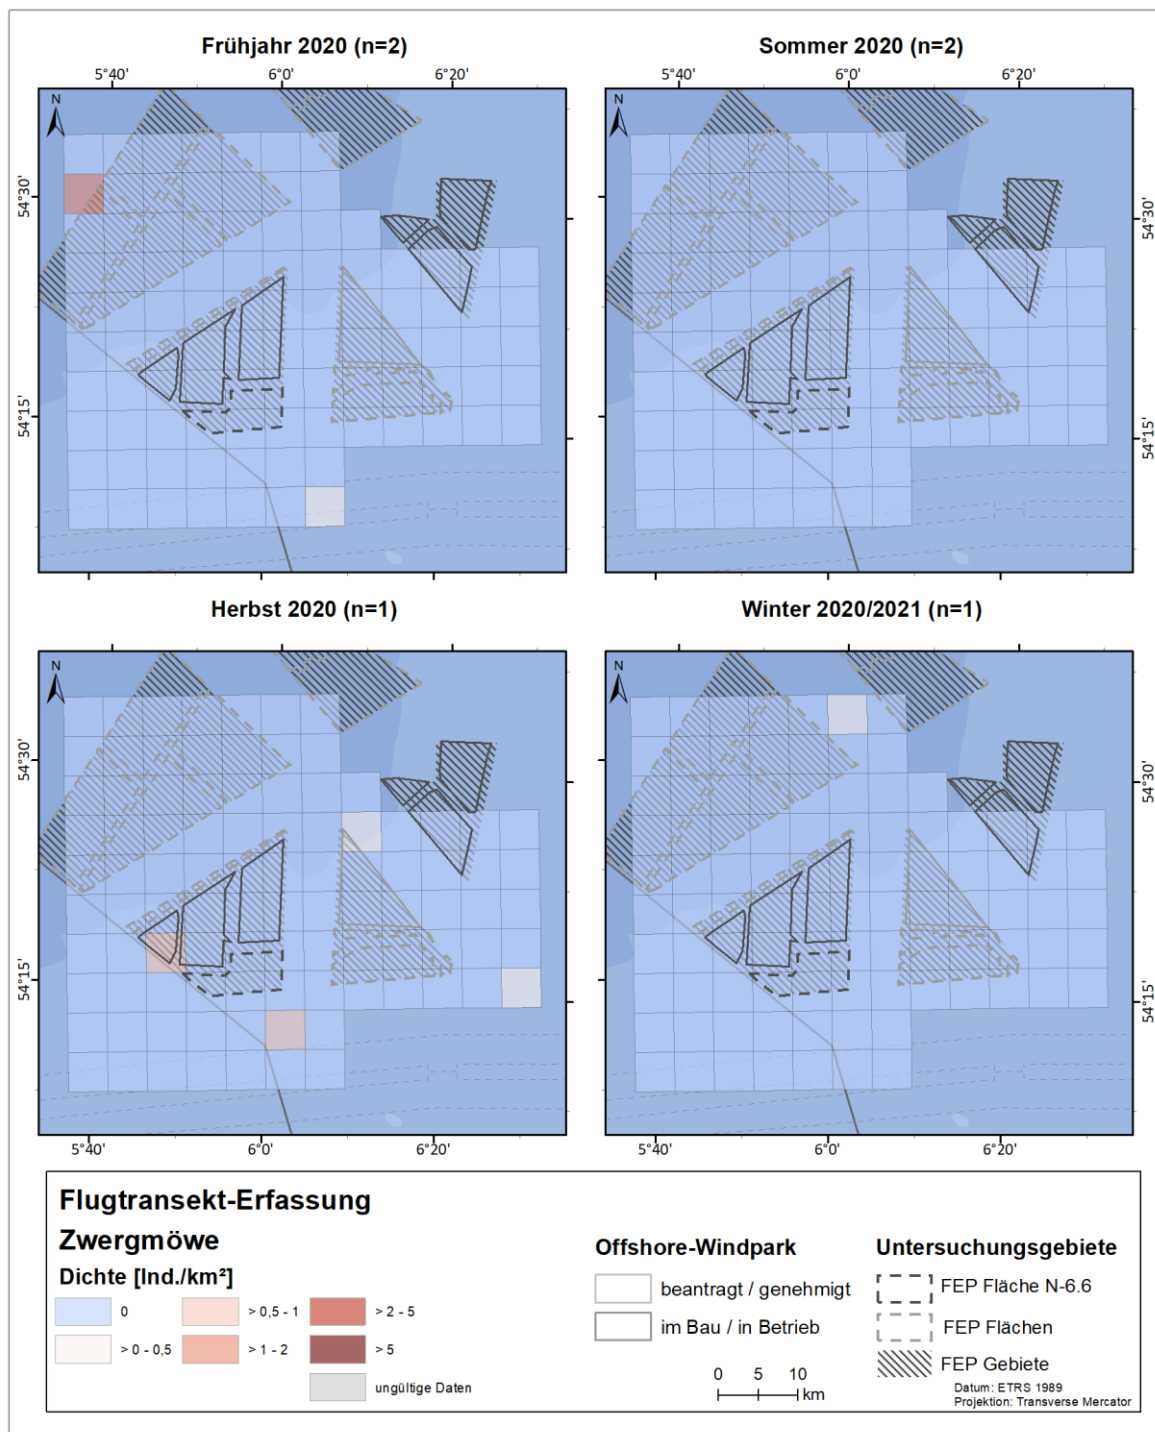 Frühjahr 2020 (n=2)
Sommer 2020 (n=2)
5°40' 6°0' 6°20'
5°40' 6°0' 6°20'
N
N
54°30'
54°30'
54°15'
54°15'
Herbst 2020 (n=1)
Winter 2020/2021 (n=1)
N
N
54°30'
54°30'
54°15'
54°15'
5°40' 6°0' 6°20'
5°40' 6°0' 6°20'
Flugtransekt-Erfassung
Zwergmöwe
Dichte [Ind./km²]
0
> 0,5 - 1
> 2 - 5
> 0 - 0,5
> 1 - 2
> 5
ungültige Daten
Offshore-Windpark
beantragt / genehmigt
im Bau / in Betrieb
0 5 10
km
Untersuchungsgebiete
FEP Fläche N-6.6
FEP Flächen
FEP Gebiete
Datum: ETRS 1989
Projektion: Transverse Mercator